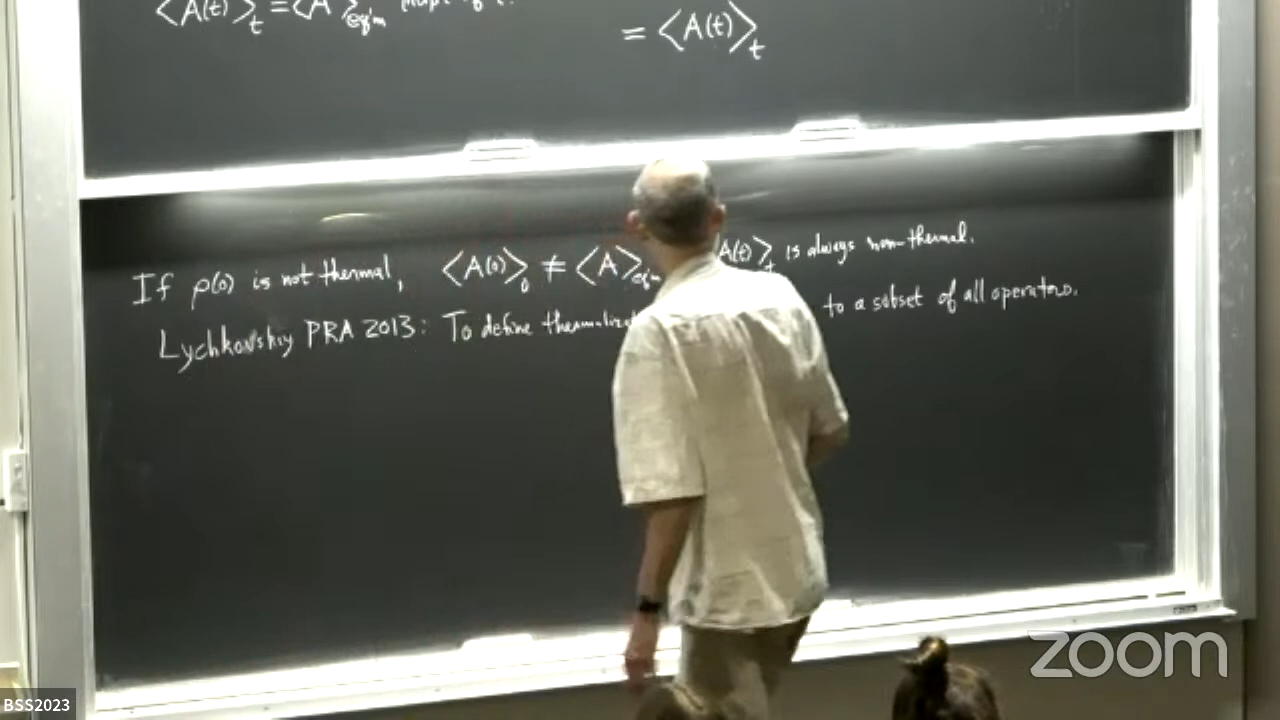 ⟨A(t)⟩_t = ⟨A⟩_eq'm
= ⟨A(t)⟩_t
If ρ(0) is not thermal, ⟨A(0)⟩_0 ≠ ⟨A⟩_eq'm A(t)⟩_t is always non-thermal.
Lychkovskiy PRA 2013: To define to a subset of all operators.
zoom
BSS2023